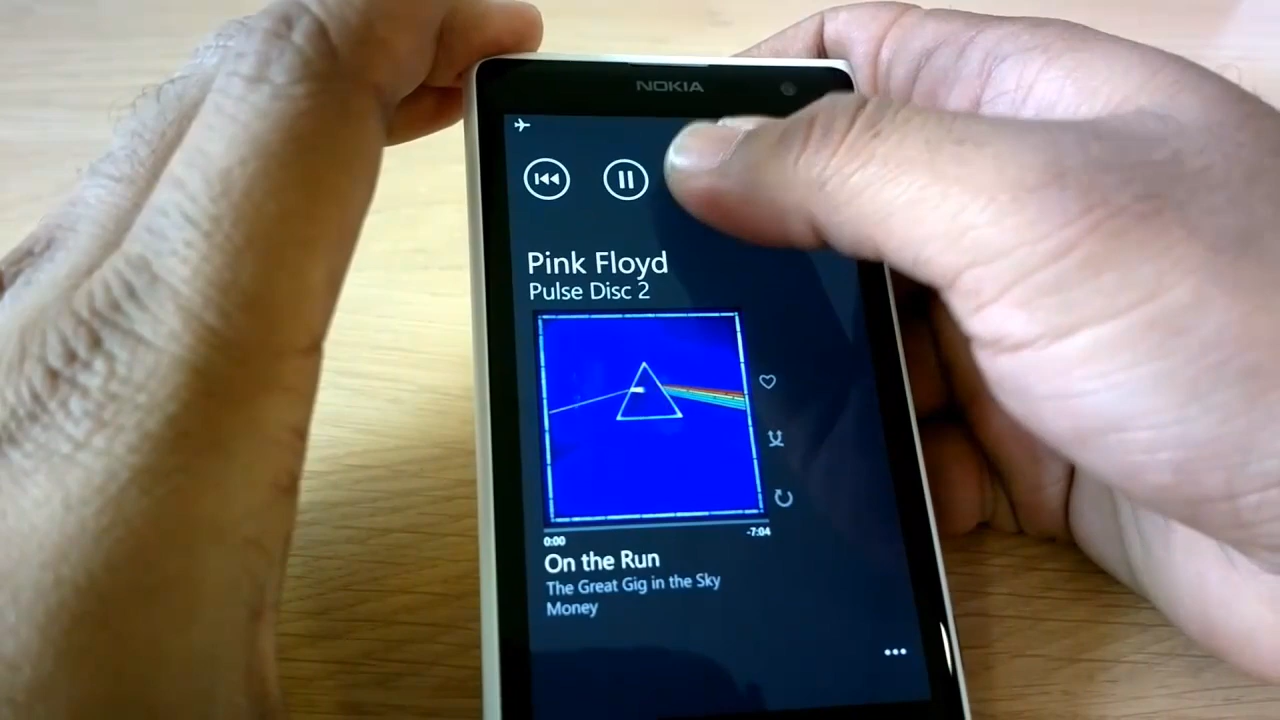 NOKIA
Pink Floyd
Pulse Disc 2
0:00
-7:04
On the Run
The Great Gig in the Sky
Money